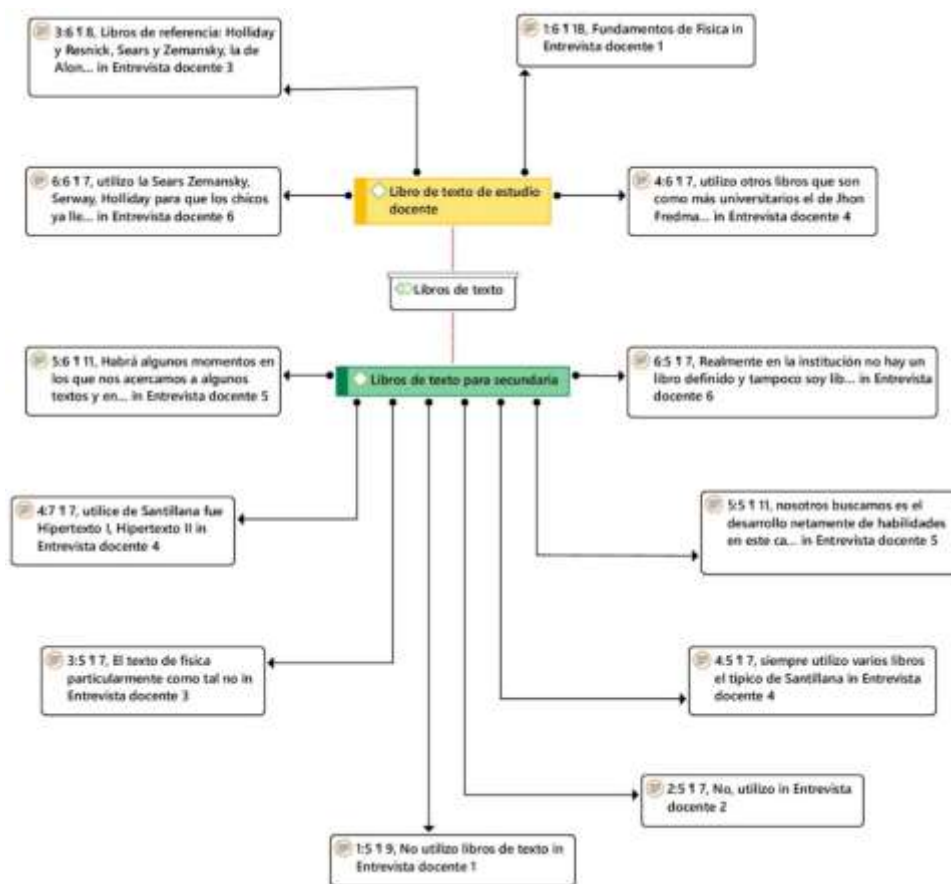 3:6 ¶ 8, Libros de referencia: Holliday
y Resnick, Sears y Zemansky, la de
Alon... in Entrevista docente 3
1:6 ¶ 18, Fundamentos de Fisica in
Entrevista docente 1
6:6 ¶ 7, utilizo la Sears Zemansky,
Serway, Holliday para que los chicos
ya lle... in Entrevista docente 6
Libro de texto de estudio
docente
4:6 ¶ 7, utilizo otros libros que son
como más universitarios el de Jhon
Fredma... in Entrevista docente 4
Libros de texto
5:6 ¶ 11, Habrá algunos momentos en
los que nos acercamos a algunos
textos y en... in Entrevista docente 5
Libros de texto para secundaria
6:5 ¶ 7, Realmente en la institución no hay un
libro definido y tampoco soy lib... in Entrevista
docente 6
4:7 ¶ 7, utilice de Santillana fue
Hipertexto I, Hipertexto II in
Entrevista docente 4
5:5 ¶ 11, nosotros buscamos es el
desarrollo netamente de habilidades
en este ca... in Entrevista docente 5
3:5 ¶ 7, El texto de fisica
particularmente como tal no in
Entrevista docente 3
4:5 ¶ 7, siempre utilizo varios libros
el tipico de Santillana in Entrevista
docente 4
2:5 ¶ 7, No, utilizo in Entrevista
docente 2
1:5 ¶ 9, No utilizo libros de texto in
Entrevista docente 1